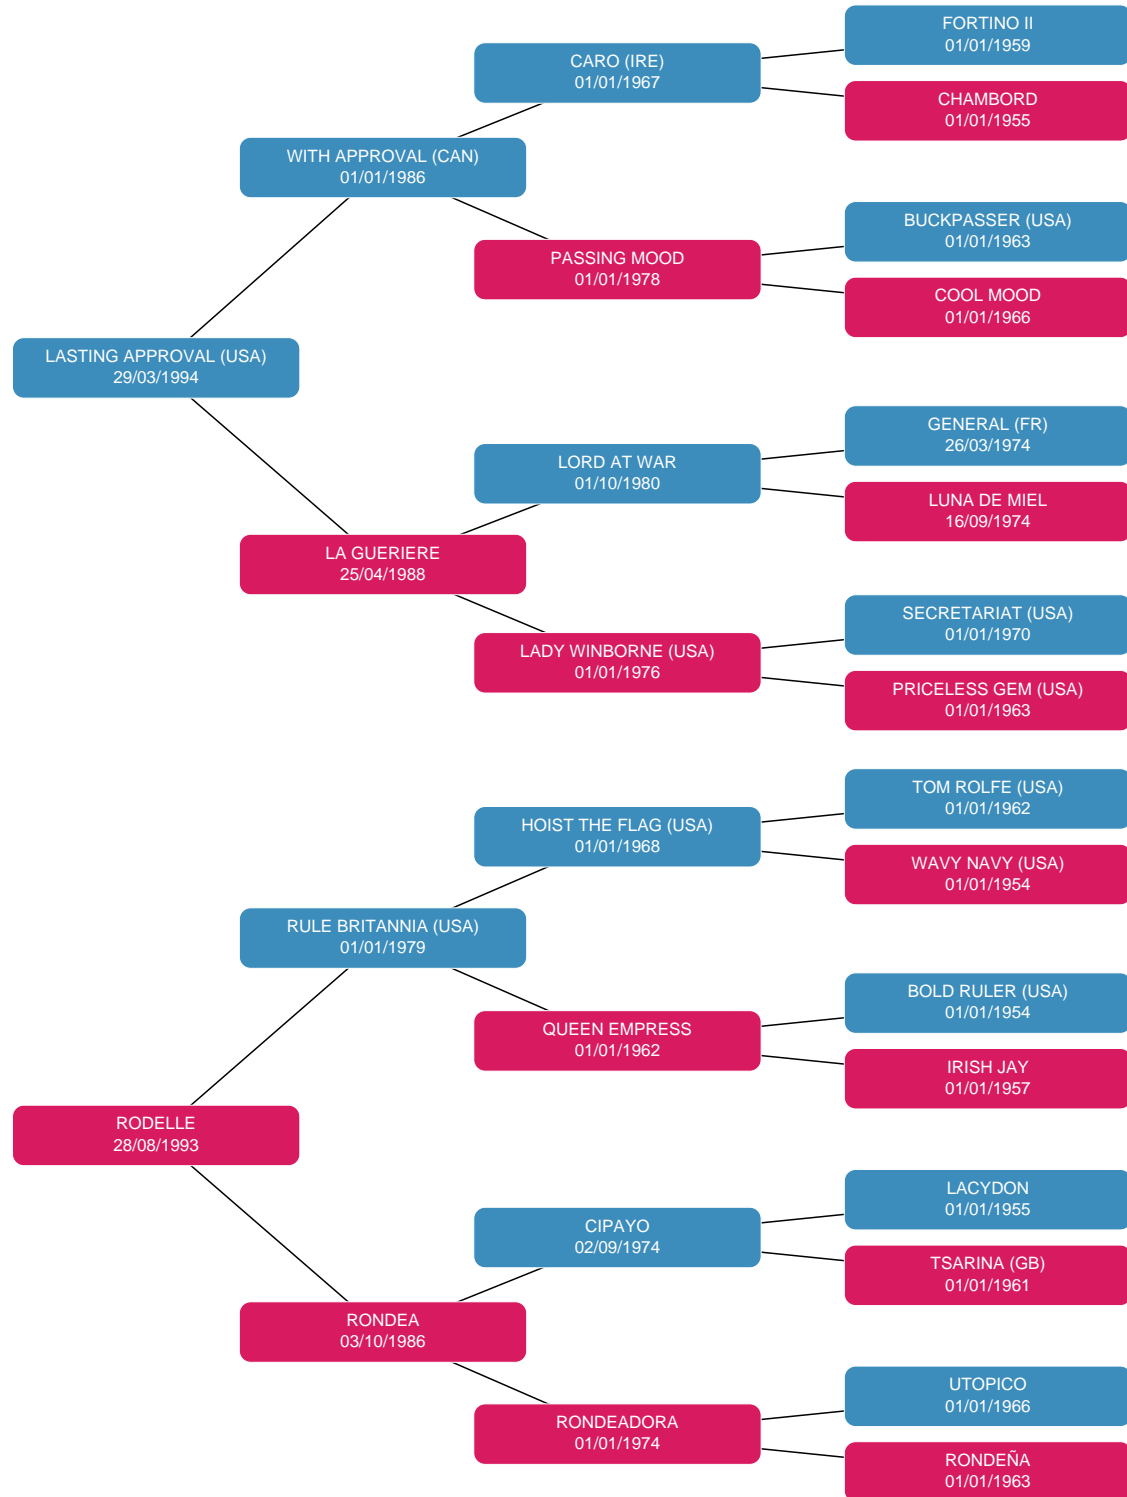 FORTINO II
01/01/1959
CARO (IRE)
01/01/1967
CHAMBORD
01/01/1955
WITH APPROVAL (CAN)
01/01/1986
BUCKPASSER (USA)
01/01/1963
PASSING MOOD
01/01/1978
COOL MOOD
01/01/1966
LASTING APPROVAL (USA)
29/03/1994
GENERAL (FR)
26/03/1974
LORD AT WAR
01/10/1980
LUNA DE MIEL
16/09/1974
LA GUERIERE
25/04/1988
SECRETARIAT (USA)
01/01/1970
LADY WINBORNE (USA)
01/01/1976
PRICELESS GEM (USA)
01/01/1963
TOM ROLFE (USA)
01/01/1962
HOIST THE FLAG (USA)
01/01/1968
WAVY NAVY (USA)
01/01/1954
RULE BRITANNIA (USA)
01/01/1979
BOLD RULER (USA)
01/01/1954
QUEEN EMPRESS
01/01/1962
IRISH JAY
01/01/1957
RODELLE
28/08/1993
LACYDON
01/01/1955
CIPAYO
02/09/1974
TSARINA (GB)
01/01/1961
RONDEA
03/10/1986
UTOPICO
01/01/1966
RONDEADORA
01/01/1974
RONDEÑA
01/01/1963